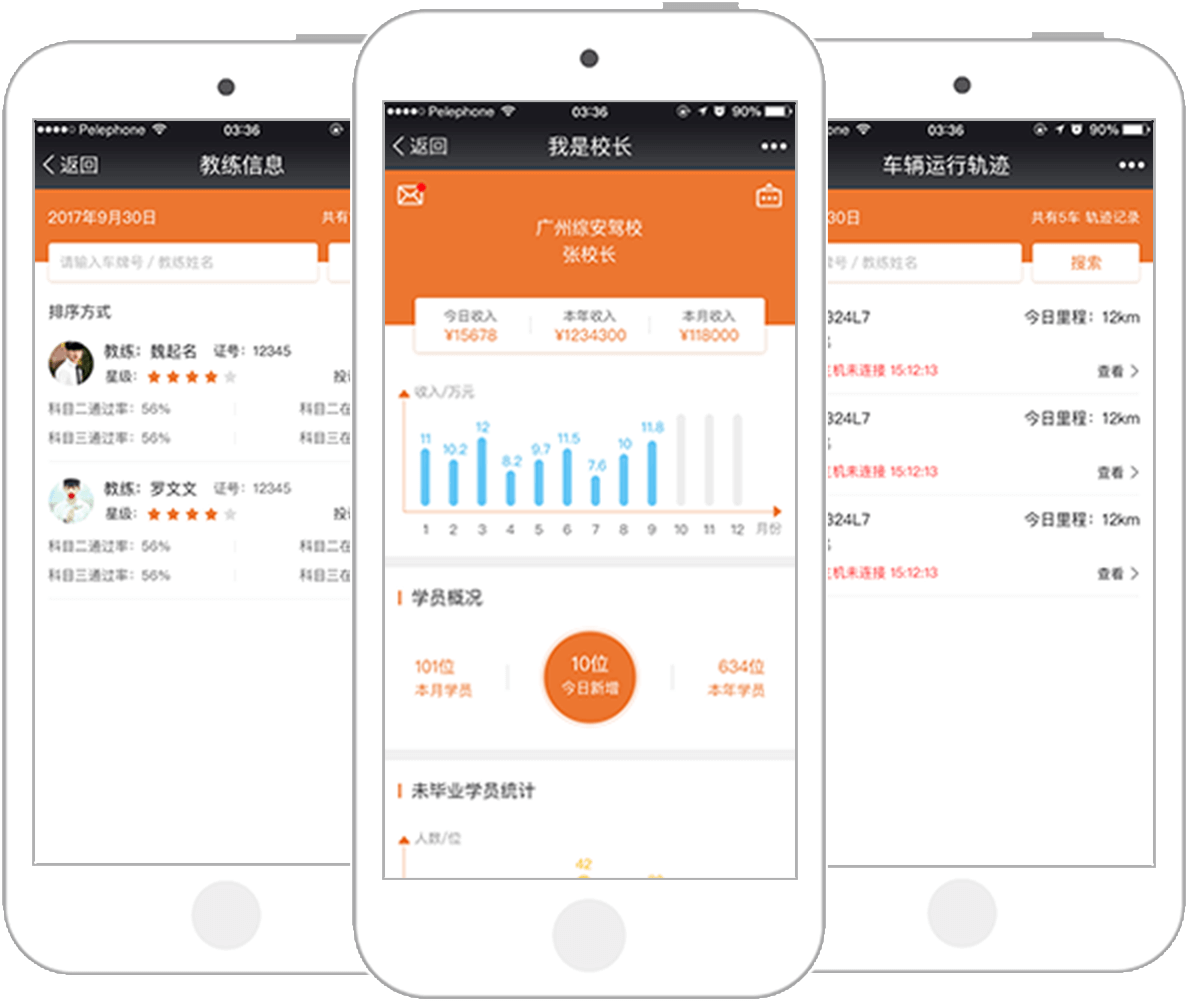 Pelephone 03:36
返回 教练信息
2017年9月30日 共有
请输入车牌号 / 教练姓名
排序方式
教练：魏起名 证号：12345
星级： 投
科目二通过率：56% 科目二在
科目三通过率：56% 科目三在
教练：罗文文 证号：12345
星级： 投
科目二通过率：56% 科目二在
科目三通过率：56% 科目三在
Pelephone 03:36 90%
返回 我是校长
广州综安驾校
张校长
今日收入 本年收入 本月收入
¥15678 ¥1234300 ¥118000
收入/万元
11 10.2 12 8.2 9.7 11.5 7.6 10 11.8
1 2 3 4 5 6 7 8 9 10 11 12 月份
学员概况
101位 10位 634位
本月学员 今日新增 本年学员
未毕业学员统计
人数/位
42
one 03:36 90%
车辆运行轨迹
30日 共有5车 轨迹记录
号 / 教练姓名 搜索
324L7 今日里程：12km
机未连接 15:12:13 查看
324L7 今日里程：12km
机未连接 15:12:13 查看
324L7 今日里程：12km
机未连接 15:12:13 查看